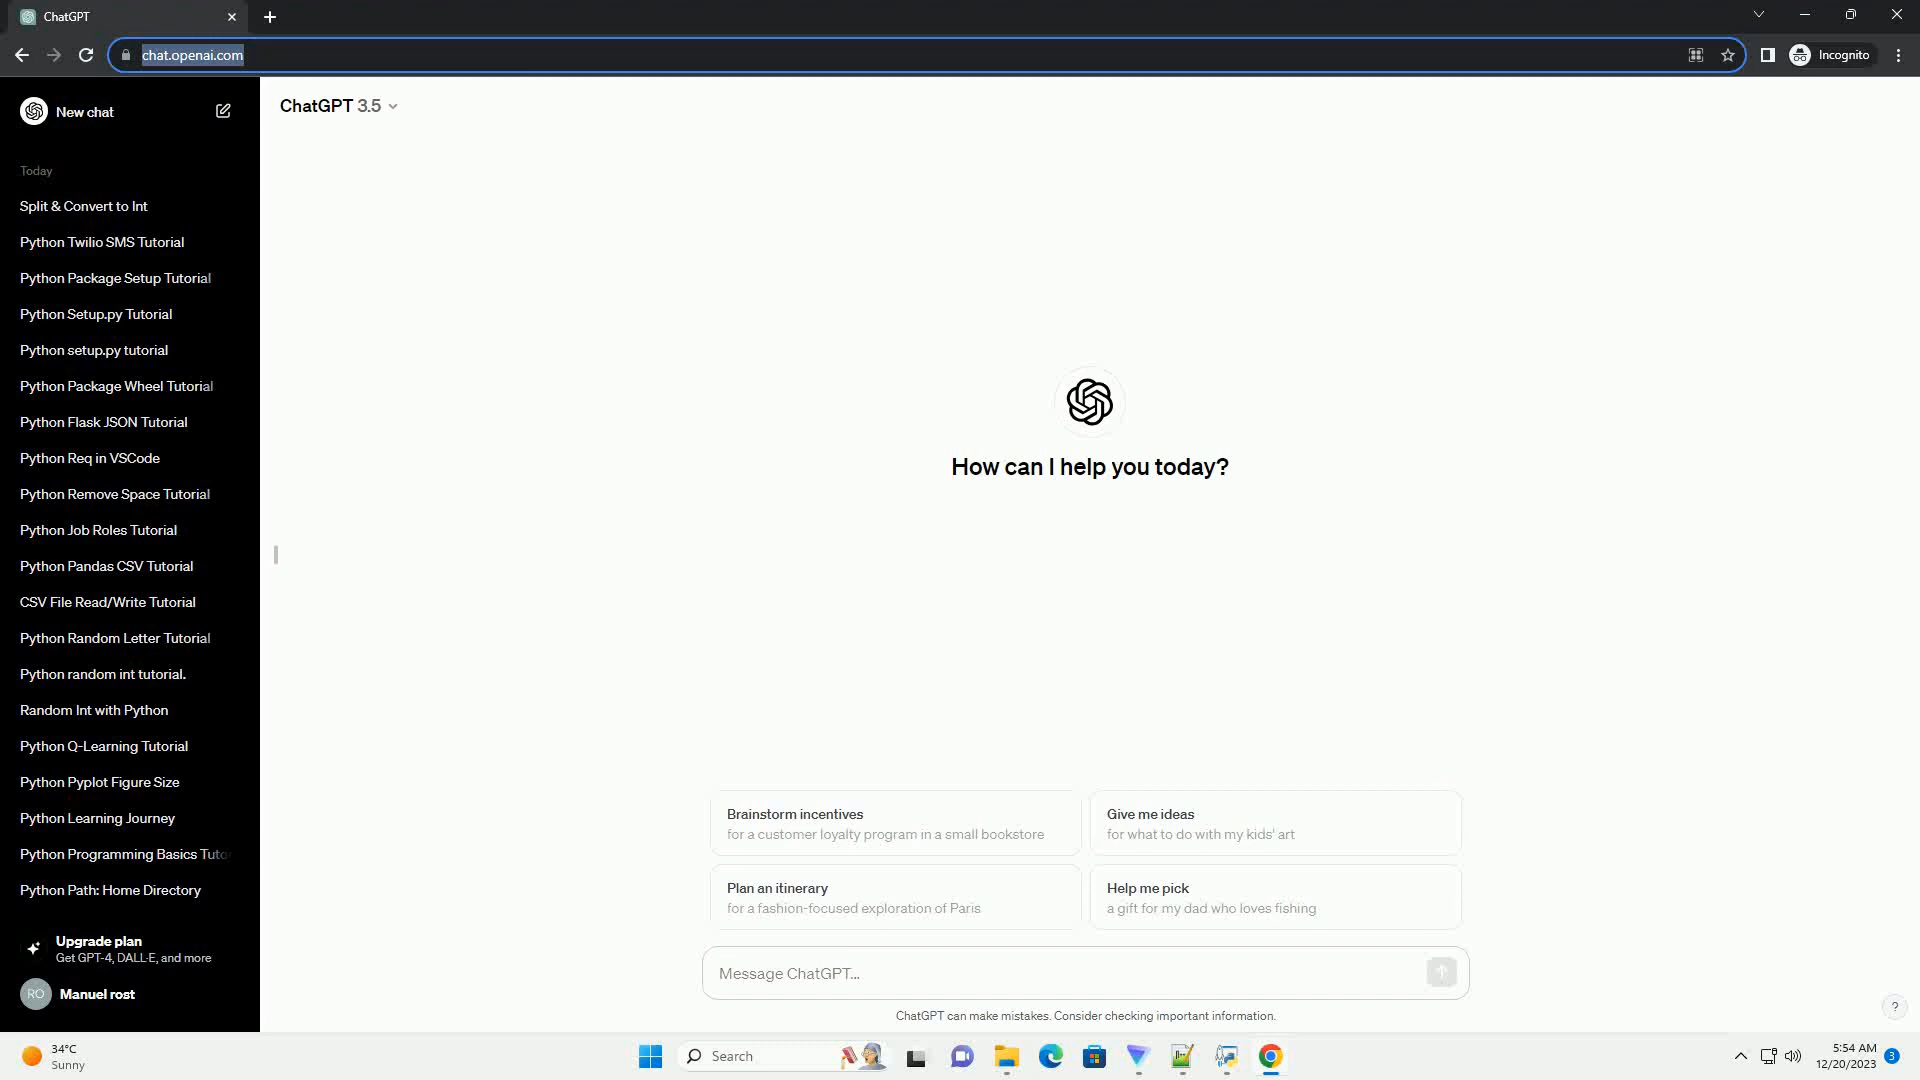 ChatGPT
chat.openai.com
Incognito
New chat
ChatGPT 3.5
Today
Split & Convert to Int
Python Twilio SMS Tutorial
Python Package Setup Tutorial
Python Setup.py Tutorial
Python setup.py tutorial
Python Package Wheel Tutorial
Python Flask JSON Tutorial
Python Req in VSCode
Python Remove Space Tutorial
Python Job Roles Tutorial
Python Pandas CSV Tutorial
CSV File Read/Write Tutorial
Python Random Letter Tutorial
Python random int tutorial.
Random Int with Python
Python Q-Learning Tutorial
Python Pyplot Figure Size
Python Learning Journey
Python Programming Basics Tuto
Python Path: Home Directory
Upgrade plan
Get GPT-4, DALL·E, and more
RO Manuel rost
How can I help you today?
Brainstorm incentives
for a customer loyalty program in a small bookstore
Give me ideas
for what to do with my kids' art
Plan an itinerary
for a fashion-focused exploration of Paris
Help me pick
a gift for my dad who loves fishing
Message ChatGPT...
ChatGPT can make mistakes. Consider checking important information.
?
34°C
Sunny
Search
5:54 AM
12/20/2023
3